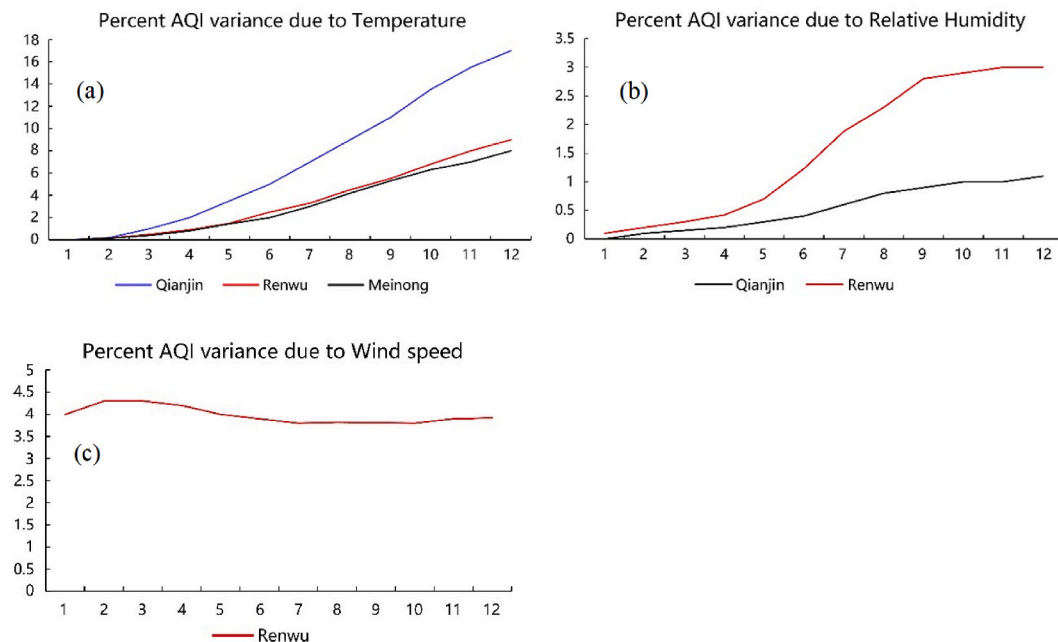 Percent AQI variance due to Temperature
18
16
14
12
10
8
6
4
2
0
(a)
1 2 3 4 5 6 7 8 9 10 11 12
Qianjin Renwu Meinong
Percent AQI variance due to Relative Humidity
3.5
3
2.5
2
1.5
1
0.5
0
(b)
1 2 3 4 5 6 7 8 9 10 11 12
Qianjin Renwu
Percent AQI variance due to Wind speed
5
4.5
4
3.5
3
2.5
2
1.5
1
0.5
0
(c)
1 2 3 4 5 6 7 8 9 10 11 12
Renwu